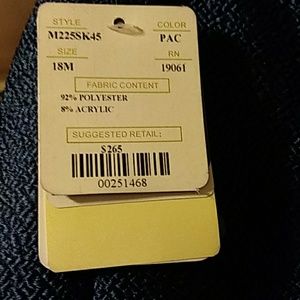 STYLE COLOR
M225SK45 PAC
SIZE RN
18M 19061
FABRIC CONTENT
92% POLYESTER
8% ACRYLIC
SUGGESTED RETAIL:
$265
00251468